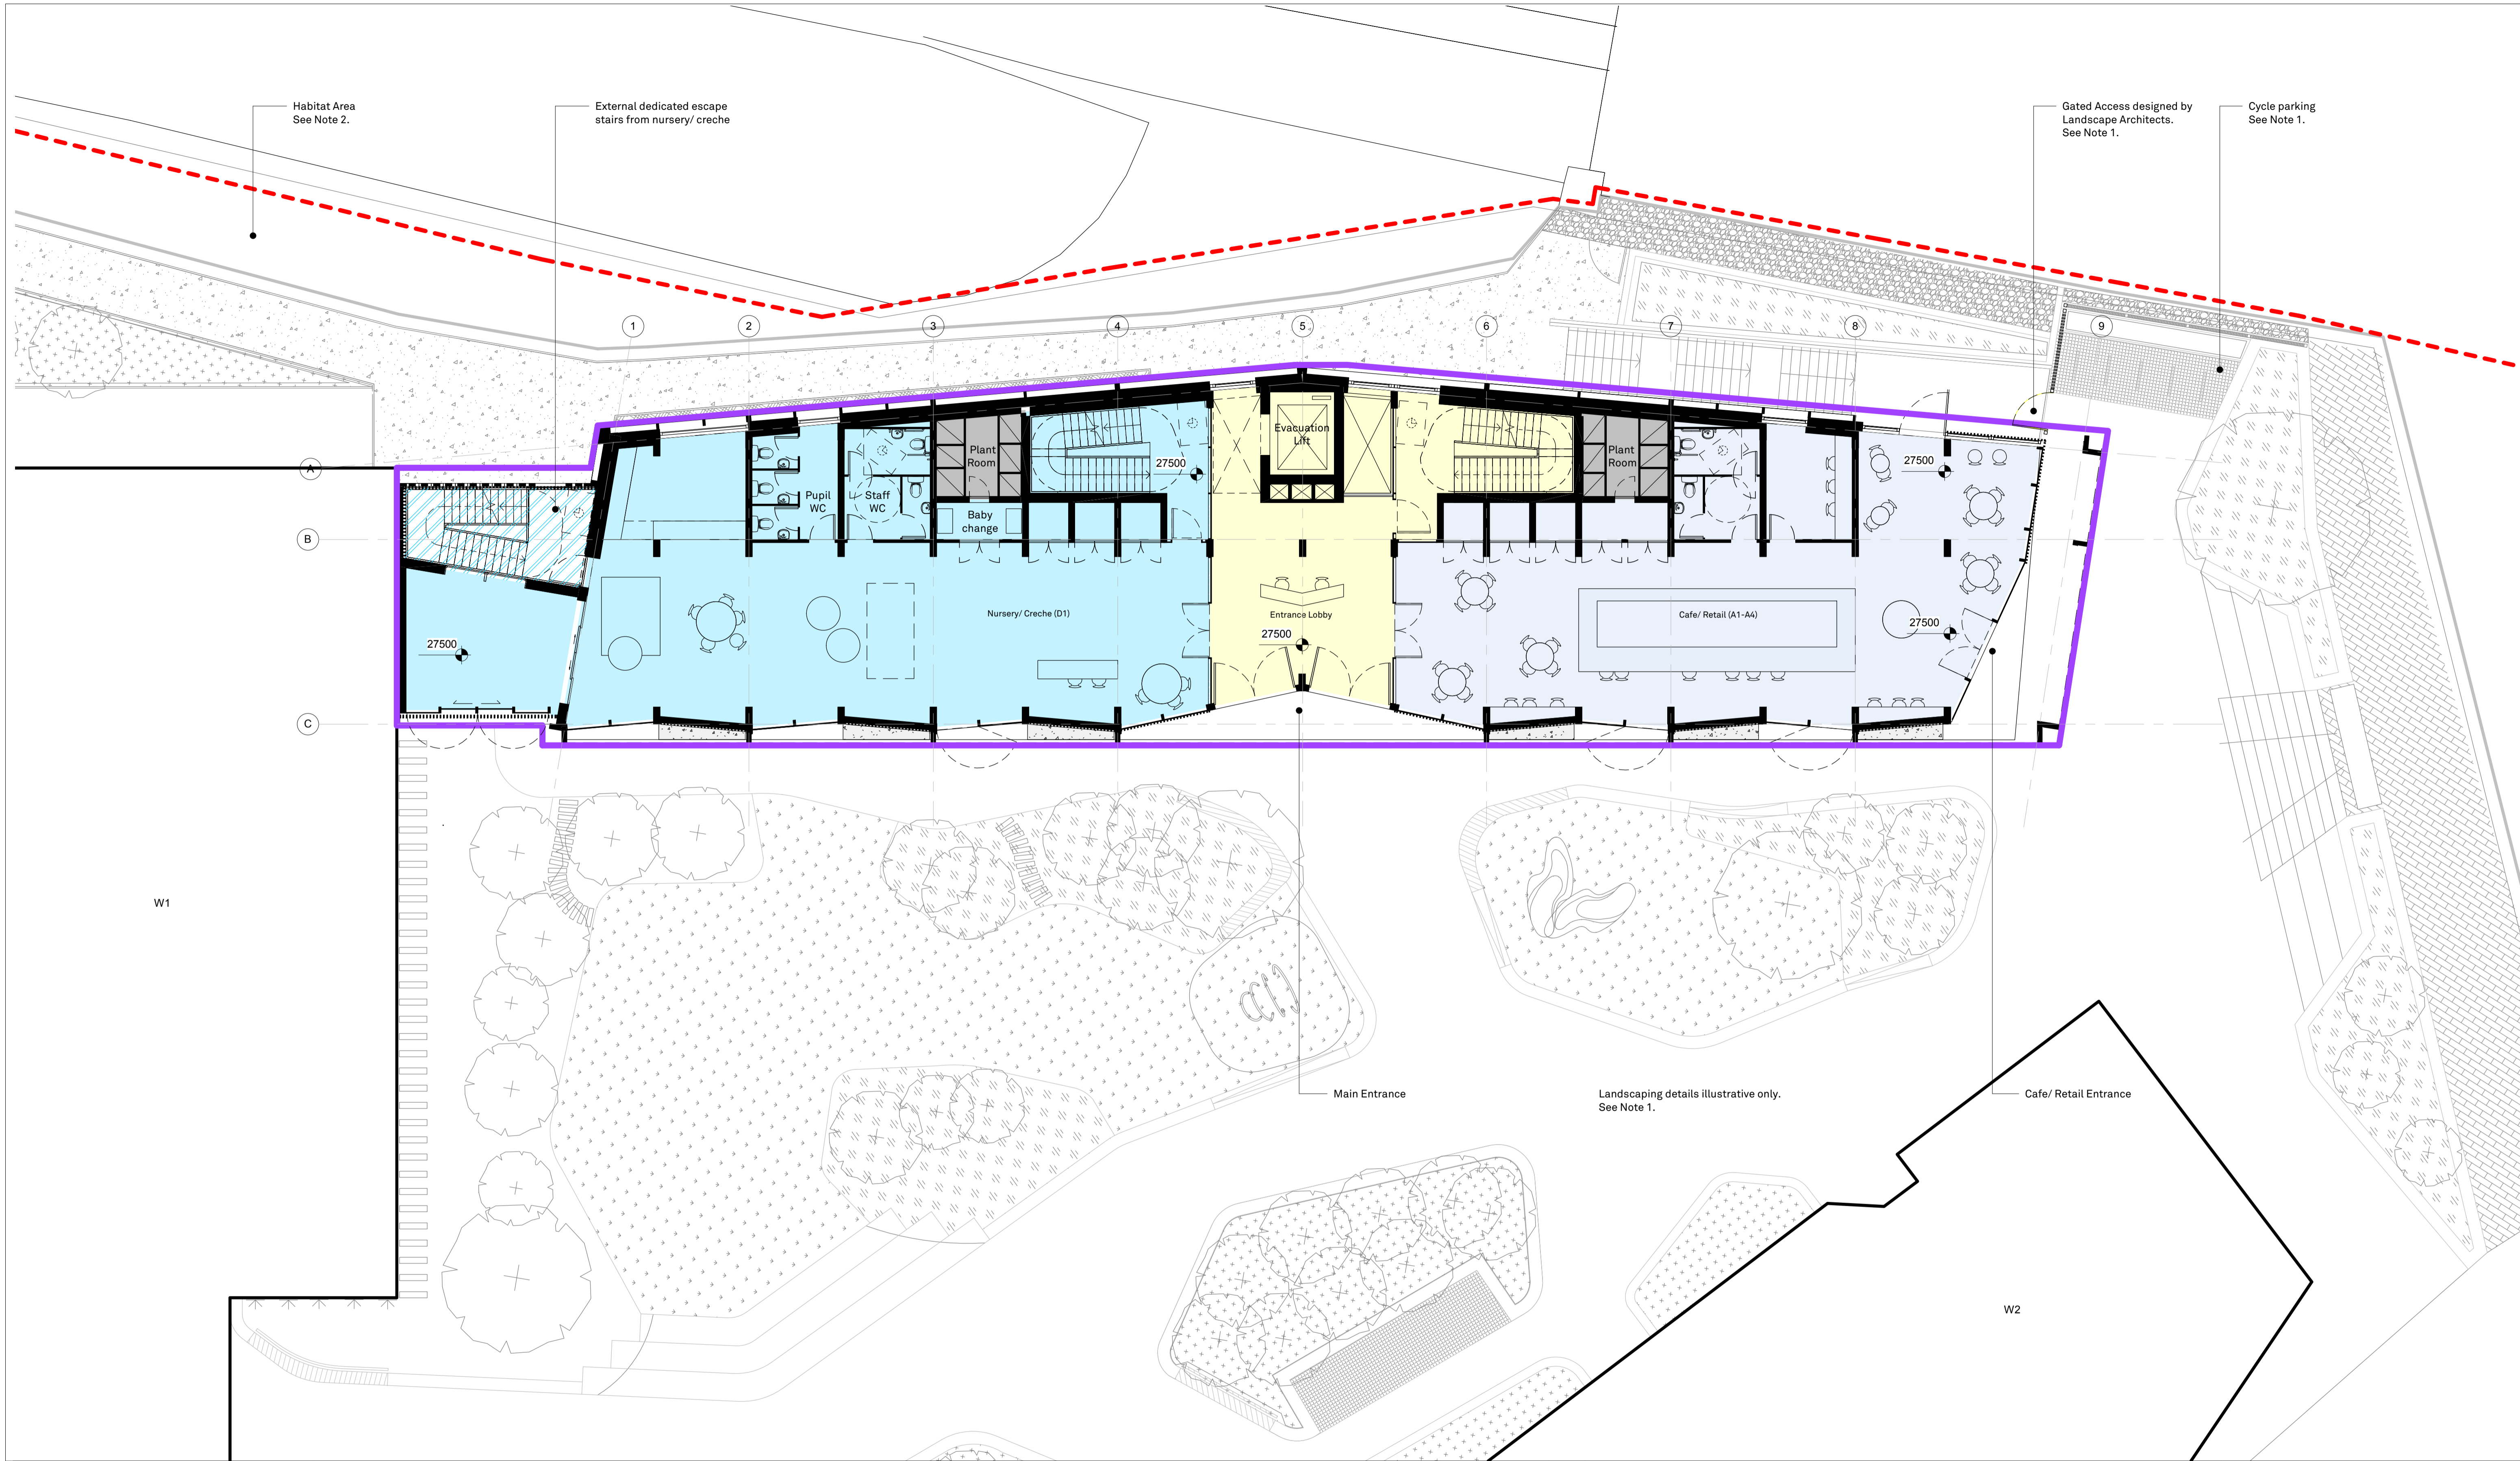 Habitat Area
See Note 2.
External dedicated escape
stairs from nursery/ creche
Gated Access designed by
Landscape Architects.
See Note 1.
Cycle parking
See Note 1.
1
2
3
4
5
6
7
8
9
A
B
C
Evacuation
Lift
Plant
Room
Plant
Room
27500
27500
Pupil
WC
Staff
WC
Baby
change
Nursery/ Creche (D1)
Entrance Lobby
Cafe/ Retail (A1-A4)
27500
27500
27500
W1
Main Entrance
Landscaping details illustrative only.
See Note 1.
Cafe/ Retail Entrance
W2